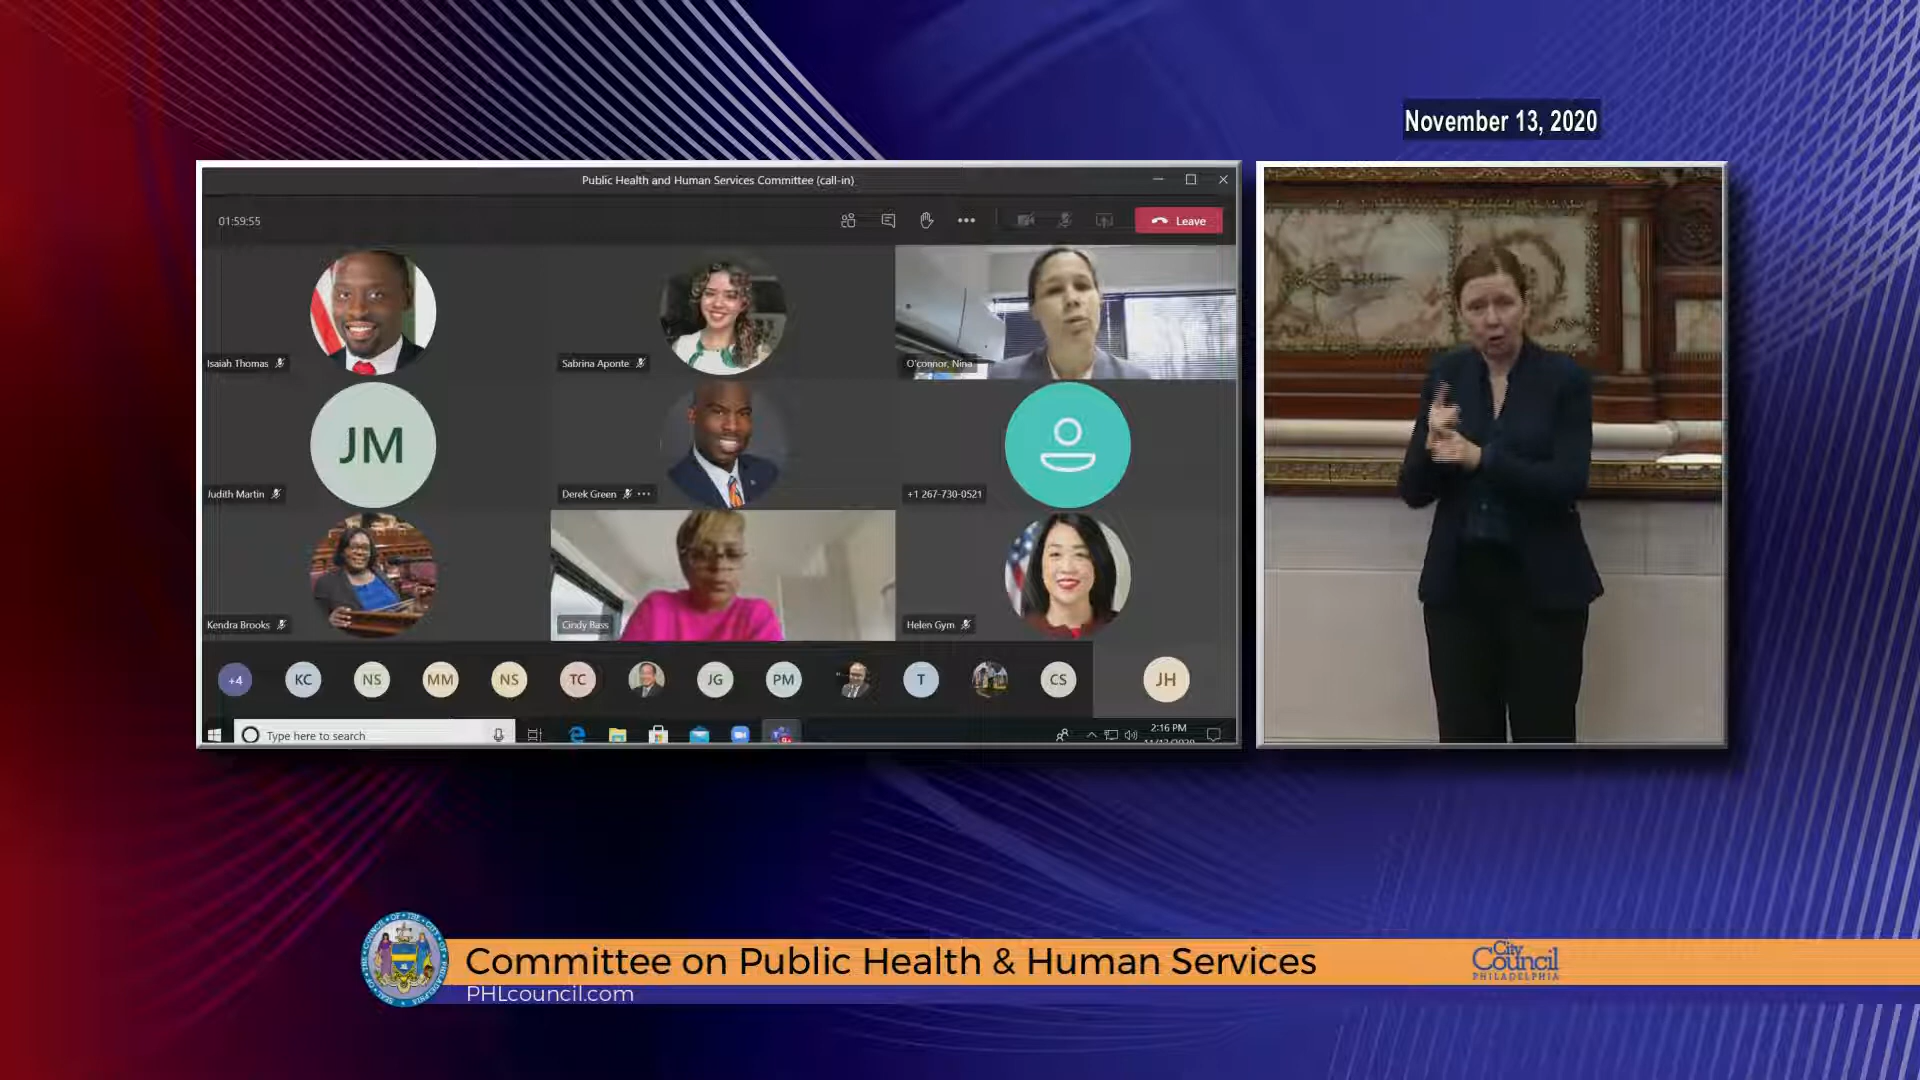 November 13, 2020
Public Health and Human Services Committee (call-in)
01:59:55
Leave
Isaiah Thomas
Sabrina Aponte
O'connor, Nina
JM
Judith Martin
Derek Green
+1 267-730-0521
Kendra Brooks
Cindy Bass
Helen Gym
+4
KC
NS
MM
NS
TC
JG
PM
T
CS
JH
Type here to search
2:16 PM
Committee on Public Health & Human Services
City
Council
PHILADELPHIA
PHLcouncil.com